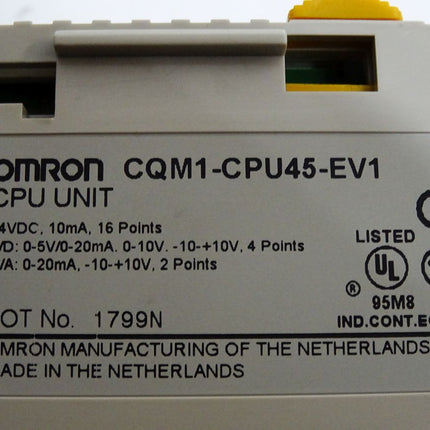 omron CQM1-CPU45-EV1
CPU UNIT
4VDC, 10mA, 16 Points
/D: 0-5V/0-20mA. 0-10V. -10-+10V, 4 Points
/A: 0-20mA, -10-+10V, 2 Points
LISTED
UL
®
95M8
IND.CONT.EQ
OT No. 1799N
MRON MANUFACTURING OF THE NETHERLANDS
ADE IN THE NETHERLANDS